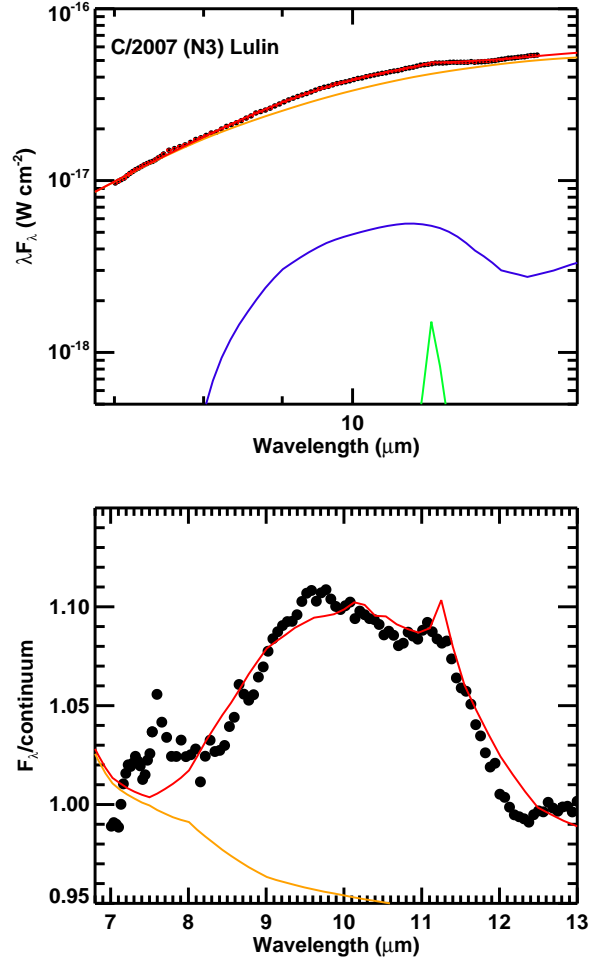 10⁻¹⁶
C/2007 (N3) Lulin
10⁻¹⁷
10⁻¹⁸
λF_λ (W cm⁻²)
10
Wavelength (μm)
1.10
1.05
1.00
0.95
F_λ/continuum
7 8 9 10 11 12 13
Wavelength (μm)